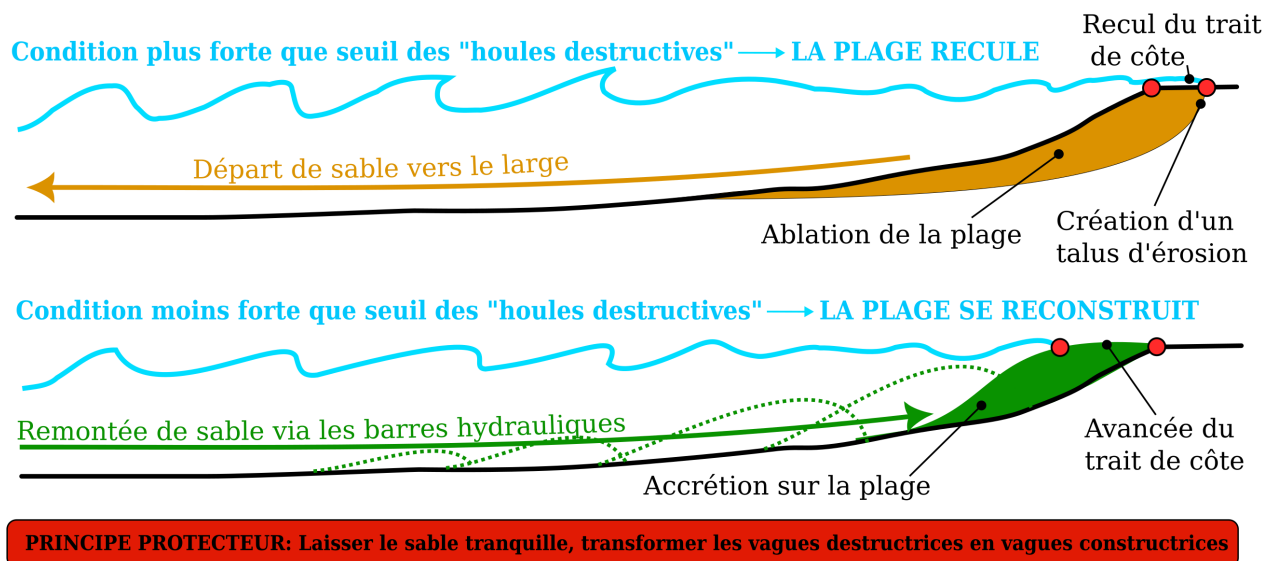 Recul du trait
de côte
Condition plus forte que seuil des "houles destructives" → LA PLAGE RECULE
Départ de sable vers le large
Ablation de la plage
Création d'un
talus d'érosion
Condition moins forte que seuil des "houles destructives" → LA PLAGE SE RECONSTRUIT
Remontée de sable via les barres hydrauliques
Avancée du
trait de côte
Accrétion sur la plage
PRINCIPE PROTECTEUR: Laisser le sable tranquille, transformer les vagues destructrices en vagues constructrices